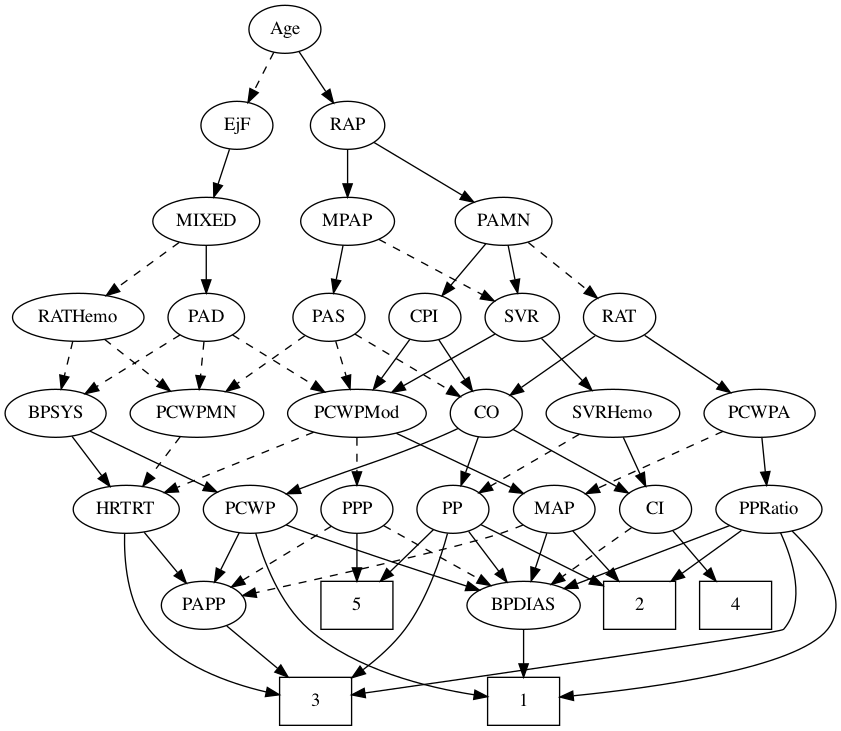 Age
EjF
RAP
MIXED
MPAP
PAMN
RATHemo
PAD
PAS
CPI
SVR
RAT
BPSYS
PCWPMN
PCWPMod
CO
SVRHemo
PCWPA
HRTRT
PCWP
PPP
PP
MAP
CI
PPRatio
PAPP
5
BPDIAS
2
4
3
1